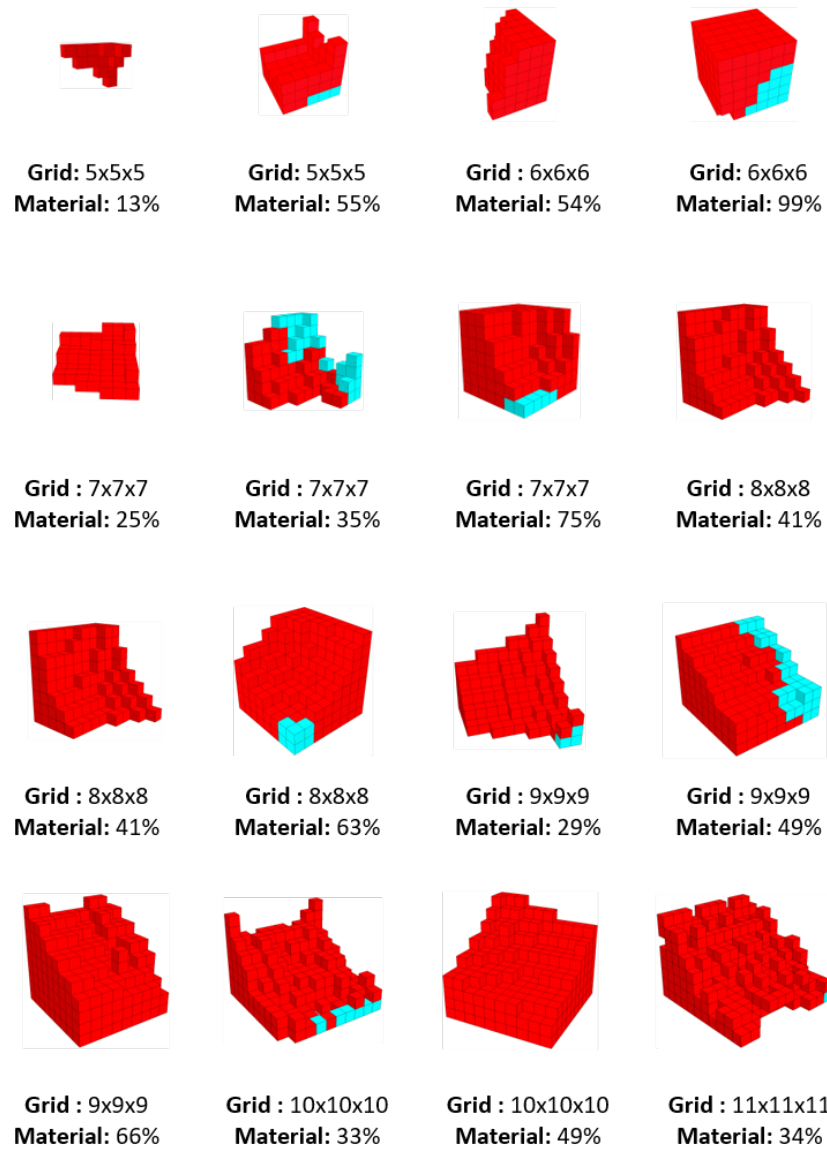 Grid: 5x5x5
Material: 13%
Grid: 5x5x5
Material: 55%
Grid : 6x6x6
Material: 54%
Grid: 6x6x6
Material: 99%
Grid : 7x7x7
Material: 25%
Grid : 7x7x7
Material: 35%
Grid : 7x7x7
Material: 75%
Grid : 8x8x8
Material: 41%
Grid : 8x8x8
Material: 41%
Grid : 8x8x8
Material: 63%
Grid : 9x9x9
Material: 29%
Grid : 9x9x9
Material: 49%
Grid : 9x9x9
Material: 66%
Grid : 10x10x10
Material: 33%
Grid : 10x10x10
Material: 49%
Grid : 11x11x11
Material: 34%